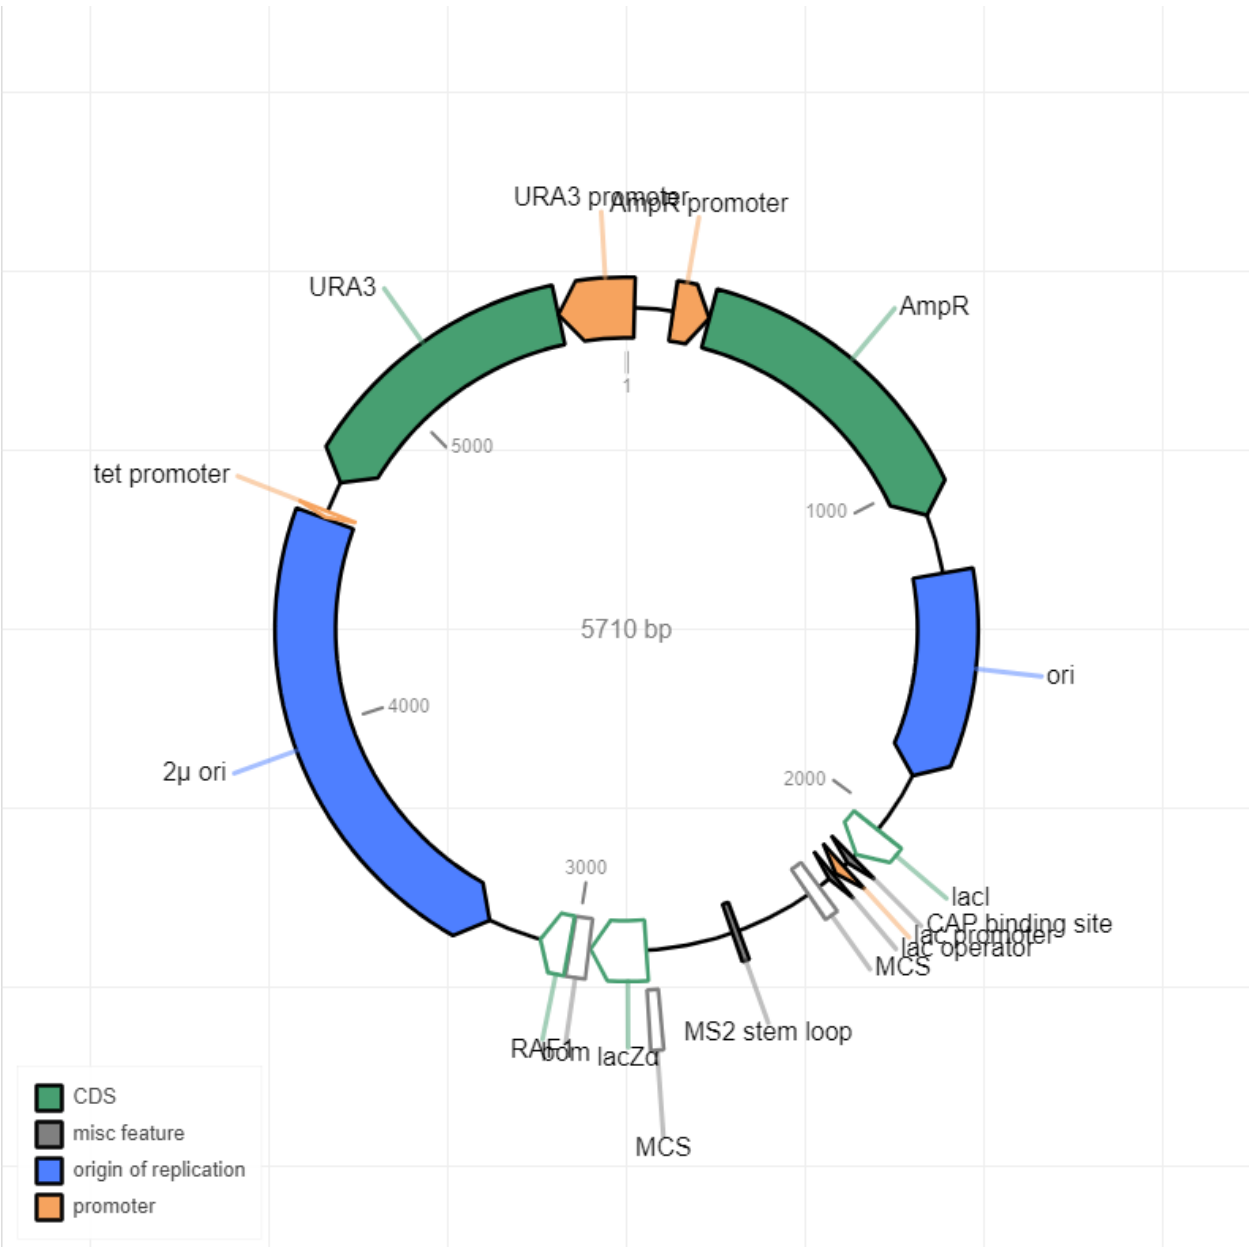 URA3 promoter
AmpR promoter
URA3
AmpR
1
5000
tet promoter
1000
5710 bp
ori
4000
2µ ori
2000
3000
lacI
CAP binding site
lac promoter
lac operator
MCS
MS2 stem loop
RAF1
bom
lacZα
MCS
CDS
misc feature
origin of replication
promoter